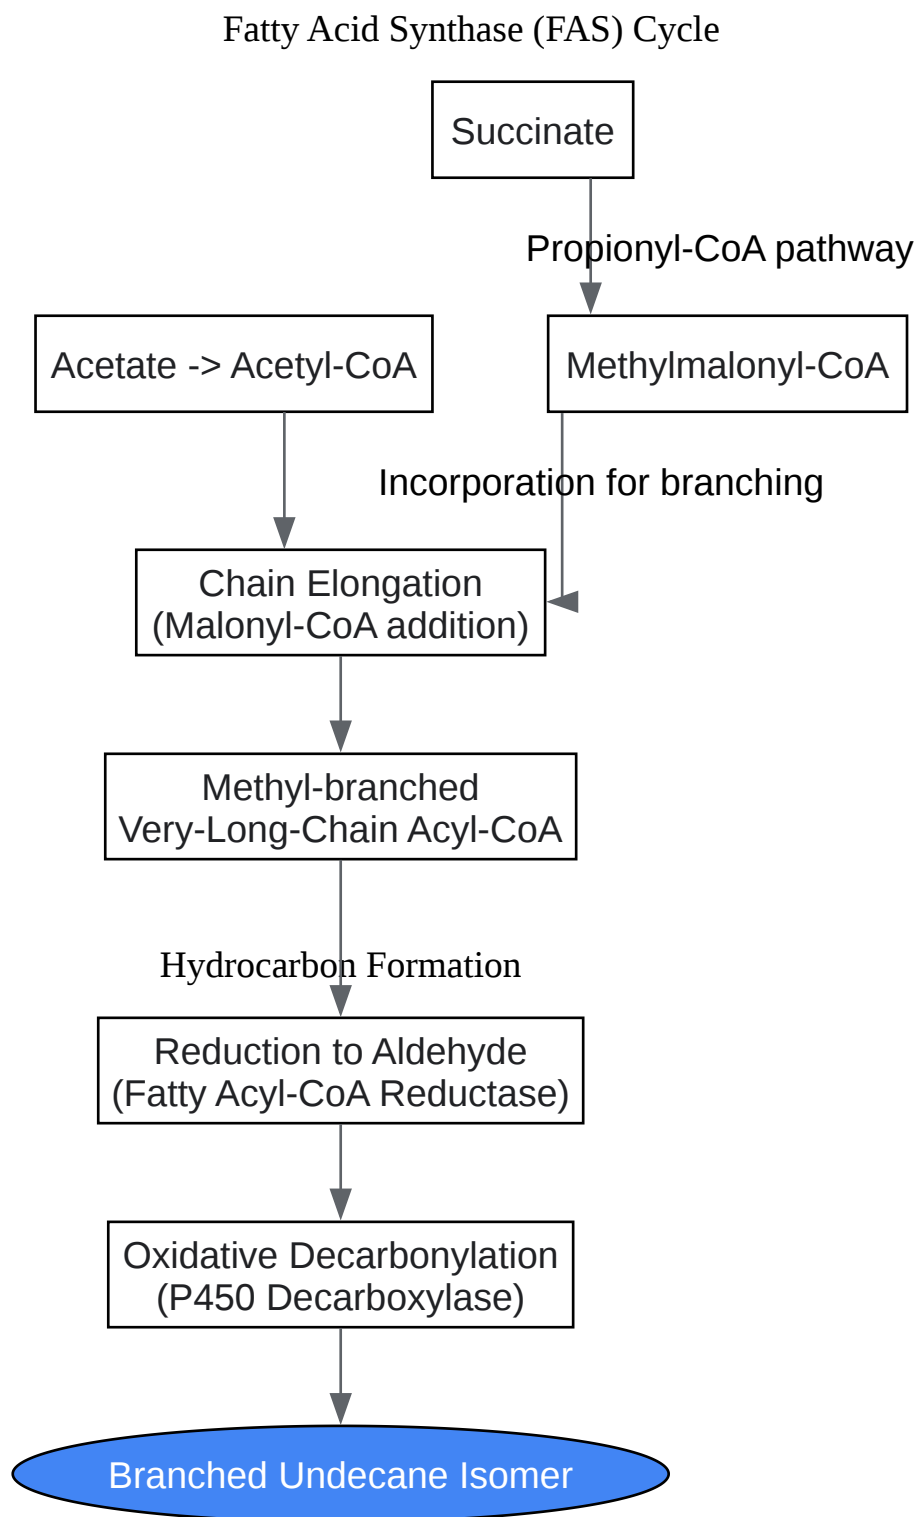 Fatty Acid Synthase (FAS) Cycle
Succinate
Propionyl-CoA pathway
Acetate -> Acetyl-CoA
Methylmalonyl-CoA
Incorporation for branching
Chain Elongation
(Malonyl-CoA addition)
Methyl-branched
Very-Long-Chain Acyl-CoA
Hydrocarbon Formation
Reduction to Aldehyde
(Fatty Acyl-CoA Reductase)
Oxidative Decarbonylation
(P450 Decarboxylase)
Branched Undecane Isomer